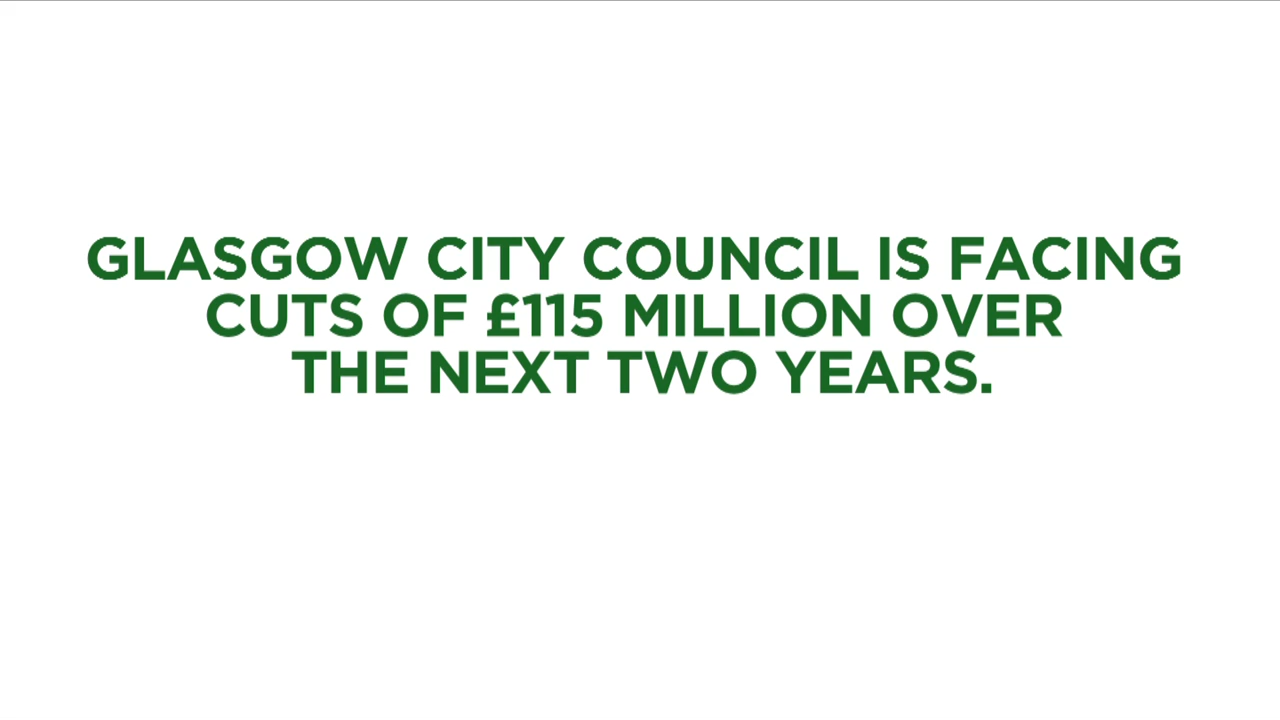 GLASGOW CITY COUNCIL IS FACING
CUTS OF £115 MILLION OVER
THE NEXT TWO YEARS.